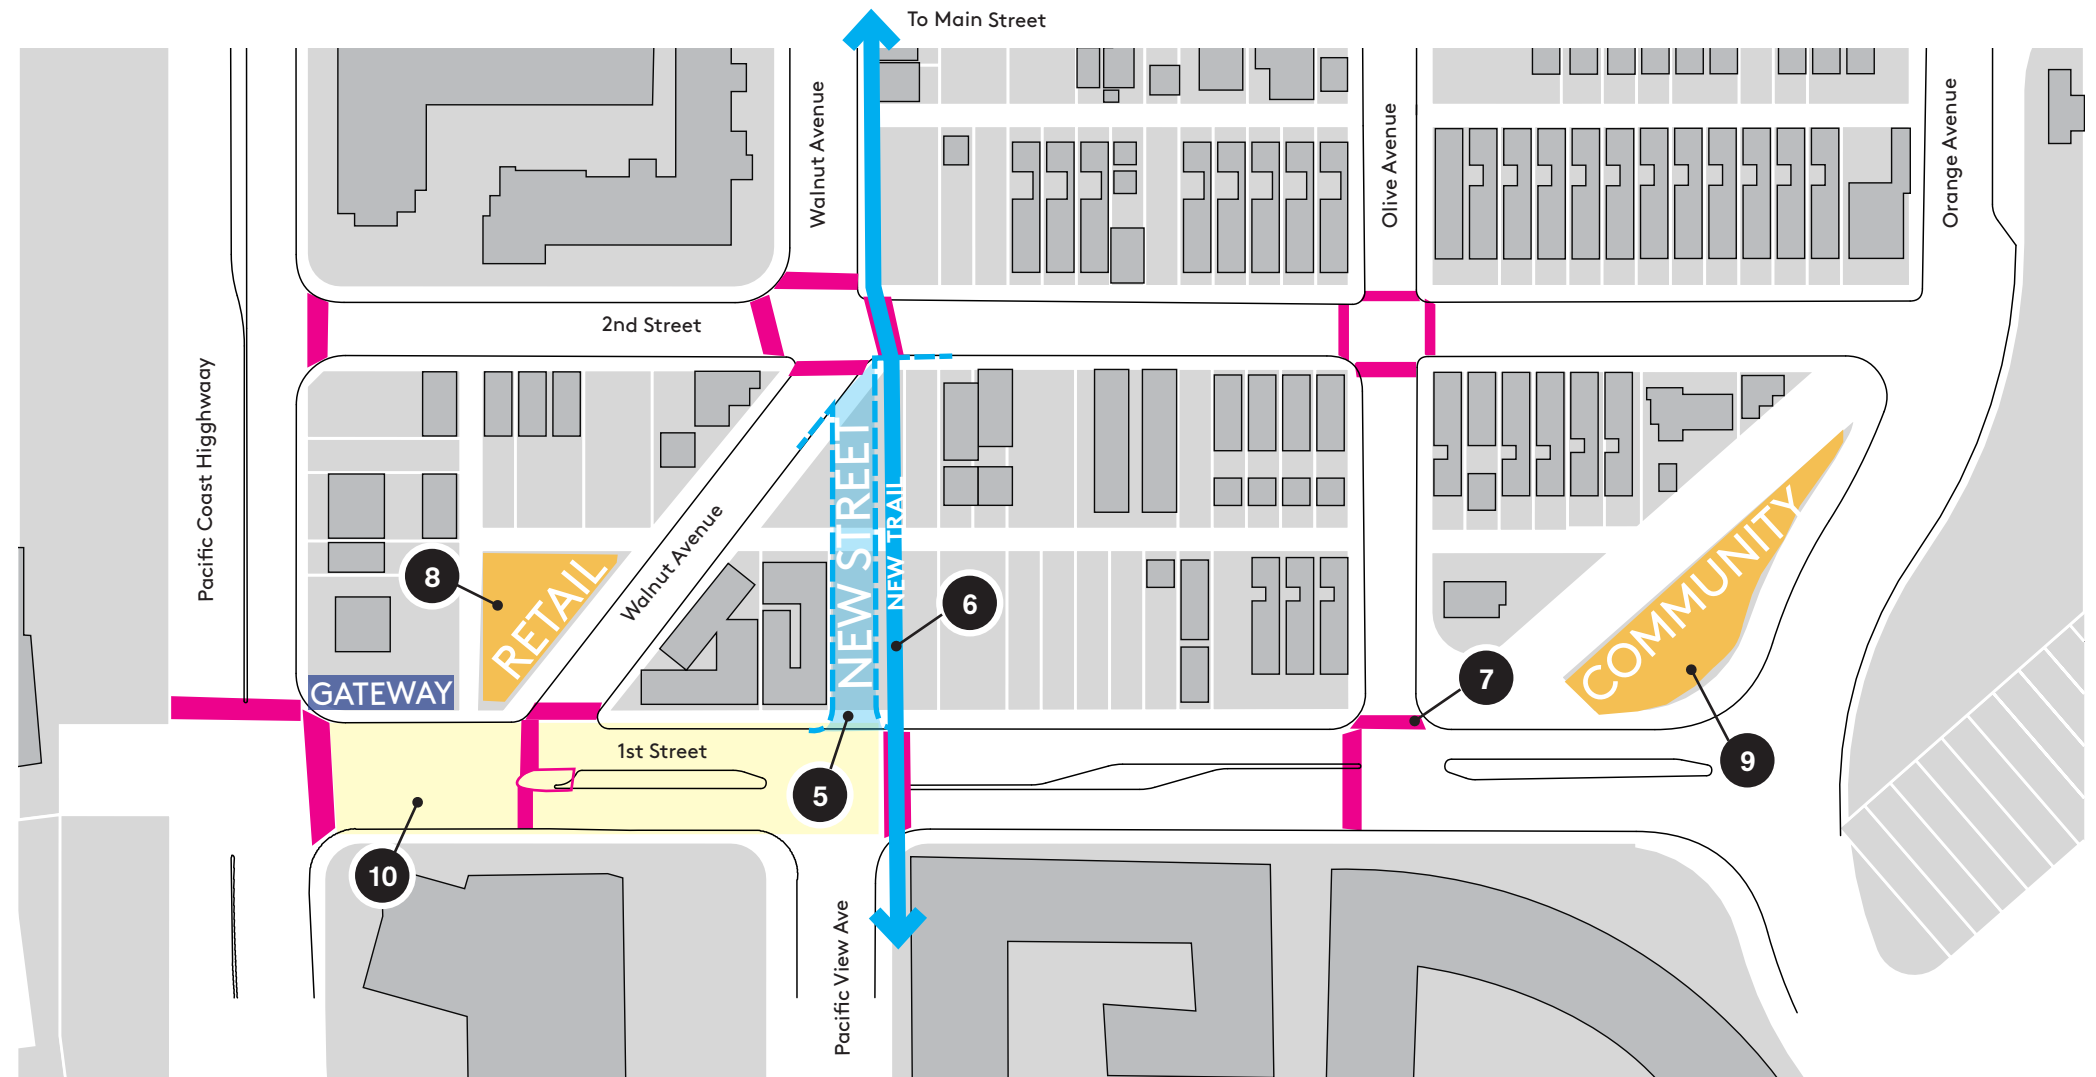 To Main Street
Walnut Avenue
Olive Avenue
Orange Avenue
2nd Street
Pacific Coast Higghway
NEW STREET
NEW TRAIL
Walnut Avenue
8
RETAIL
6
COMMUNITY
7
GATEWAY
1st Street
5
9
10
Pacific View Ave